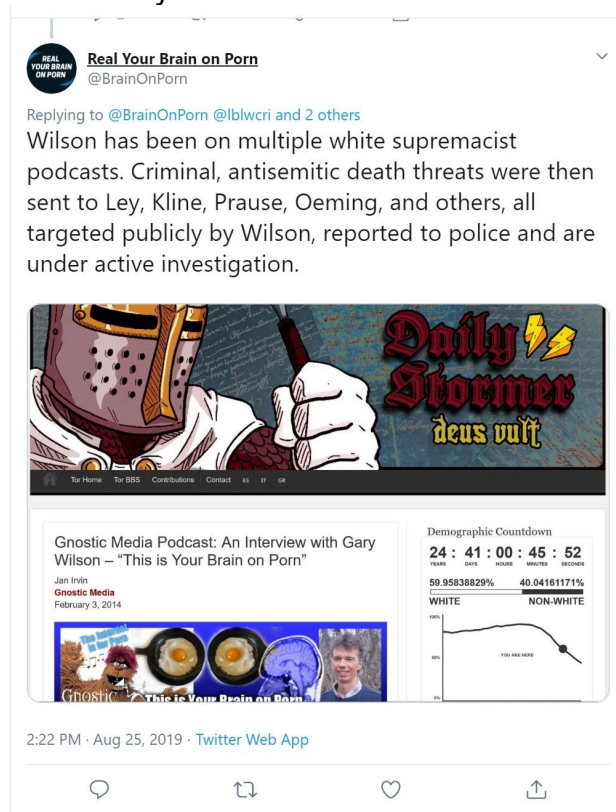 REAL
YOUR BRAIN
ON PORN
Real Your Brain on Porn
@BrainOnPorn
Replying to @BrainOnPorn @lblwcri and 2 others
Wilson has been on multiple white supremacist
podcasts. Criminal, antisemitic death threats were then
sent to Ley, Kline, Prause, Oeming, and others, all
targeted publicly by Wilson, reported to police and are
under active investigation.
Daily
Stormer
deus vult
Tor Home Tor BBS Contributions Contact ES IT GR
Gnostic Media Podcast: An Interview with Gary
Wilson – “This is Your Brain on Porn”
Jan Irvin
Gnostic Media
February 3, 2014
The Internet
is for Porn
Gnostic
This is Your Brain on Porn
Demographic Countdown
24 : 41 : 00 : 45 : 52
YEARS DAYS HOURS MINUTES SECONDS
59.95838829% 40.04161171%
WHITE NON-WHITE
100%
YOU ARE HERE
50%
0%
2:22 PM · Aug 25, 2019 · Twitter Web App